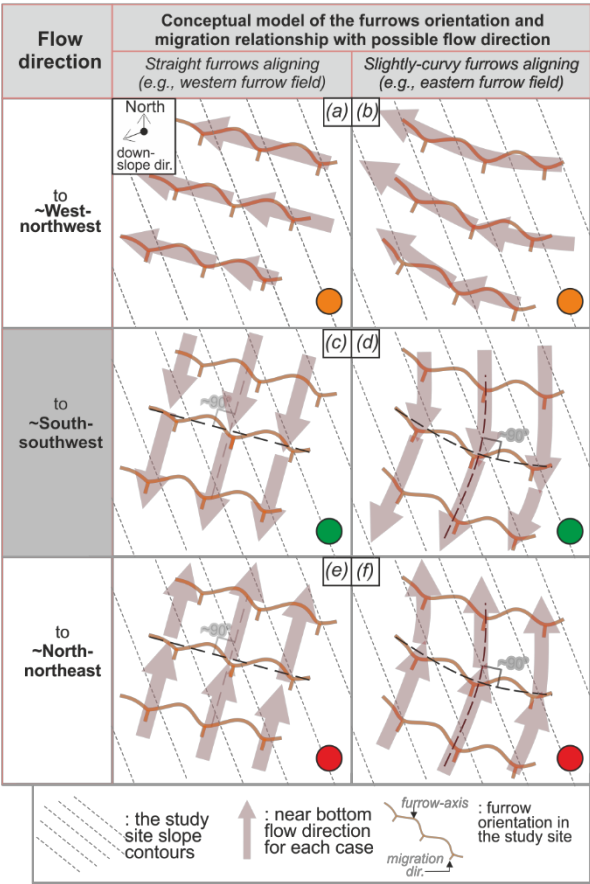 Flow
direction
Conceptual model of the furrows orientation and
migration relationship with possible flow direction
Straight furrows aligning
(e.g., western furrow field)
Slightly-curvy furrows aligning
(e.g., eastern furrow field)
North
down-
slope dir.
(a)
(b)
to
~West-
northwest
(c)
(d)
to
~South-
southwest
~90°
~90°
(e)
(f)
to
~North-
northeast
~90°
~90°
: the study
site slope
contours
: near bottom
flow direction
for each case
furrow-axis
migration
dir.
: furrow
orientation in
the study site